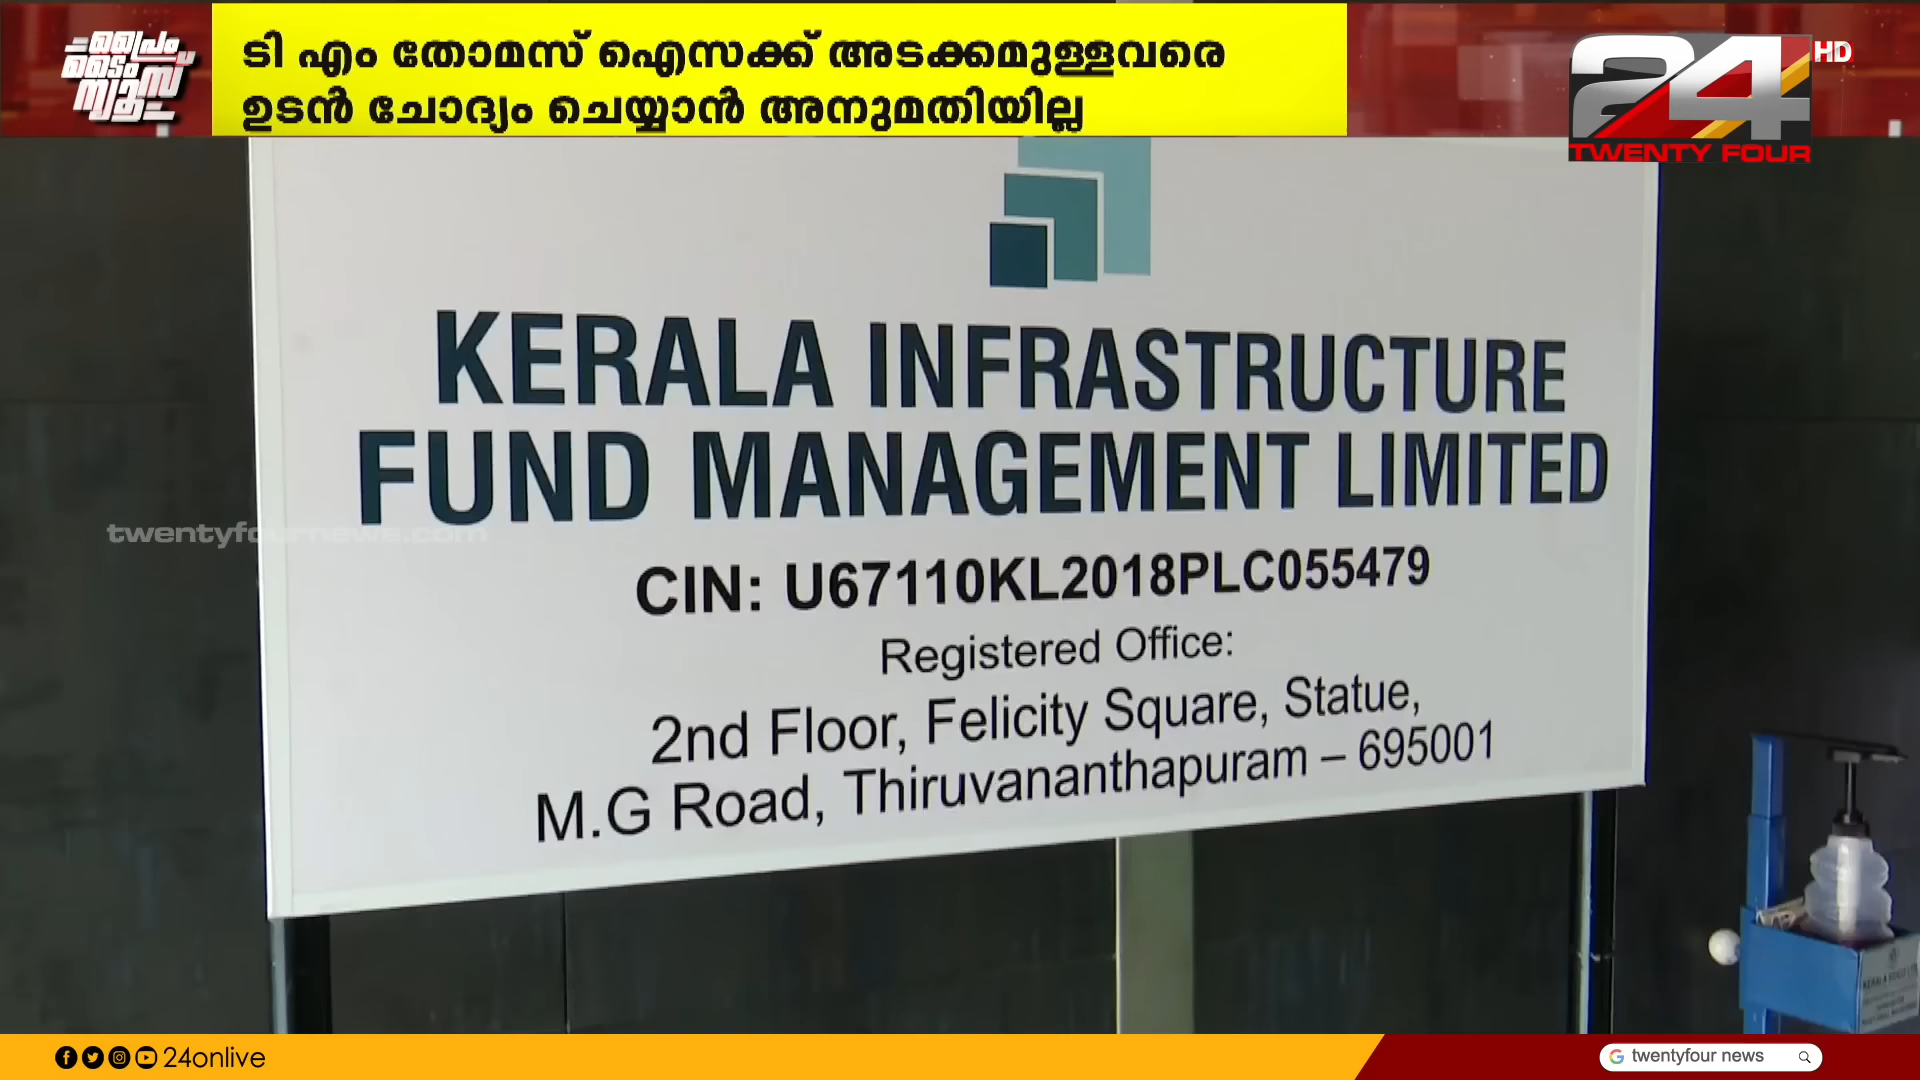 പ്രൈം
ടൈം
ന്യൂസ്
ടി എം തോമസ് ഐസക്ക് അടക്കമുള്ളവരെ
ഉടൻ ചോദ്യം ചെയ്യാൻ അനുമതിയില്ല
24 HD
TWENTY FOUR
KERALA INFRASTRUCTURE
FUND MANAGEMENT LIMITED
twentyfournews.com
CIN: U67110KL2018PLC055479
Registered Office:
2nd Floor, Felicity Square, Statue,
M.G Road, Thiruvananthapuram – 695001
24onlive
twentyfour news